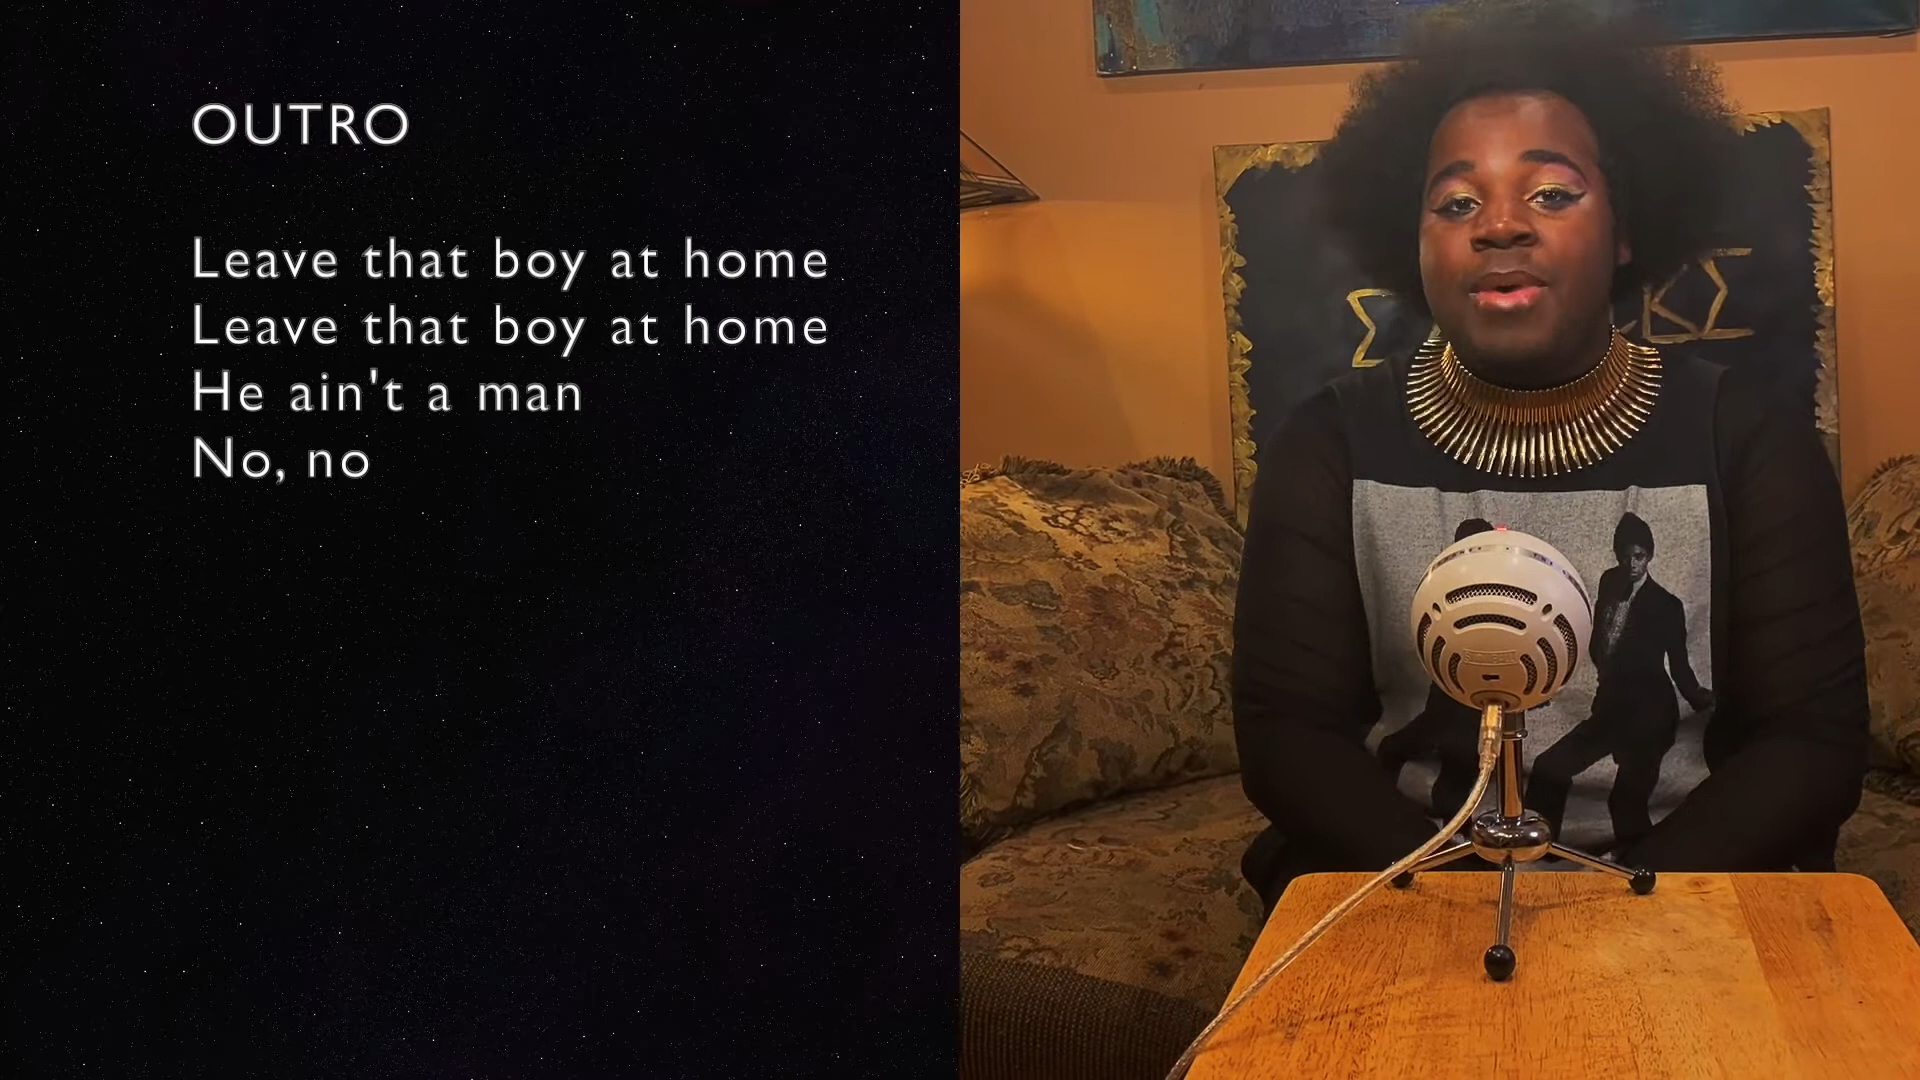 OUTRO
Leave that boy at home
Leave that boy at home
He ain't a man
No, no